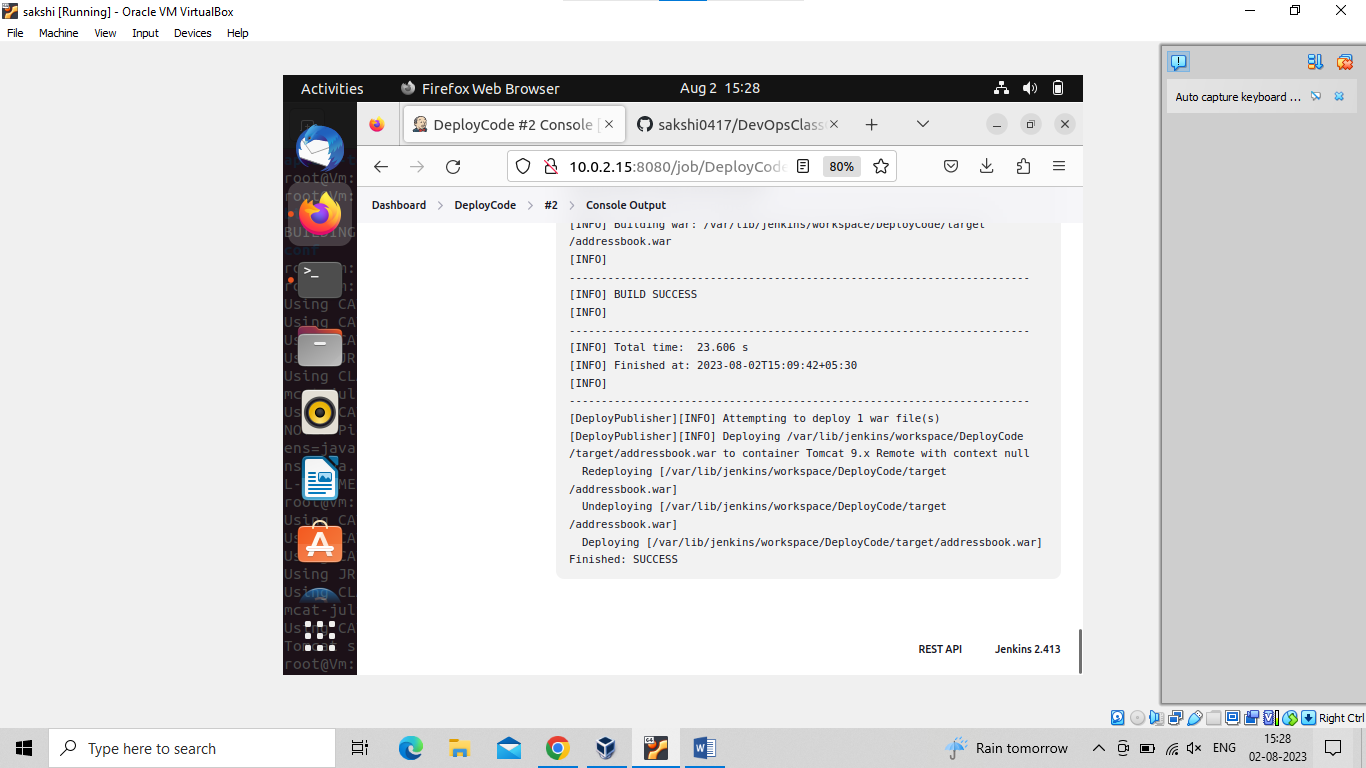 sakshi [Running] - Oracle VM VirtualBox
File Machine View Input Devices Help
Auto capture keyboard ...
Activities Firefox Web Browser Aug 2 15:28
DeployCode #2 Console [ sakshi0417/DevOpsClass
10.0.2.15:8080/job/DeployCode 80%
Dashboard DeployCode #2 Console Output
[INFO] Building war: /var/lib/jenkins/workspace/DeployCode/target
/addressbook.war
[INFO]
------------------------------------------------------------------------
[INFO] BUILD SUCCESS
[INFO]
------------------------------------------------------------------------
[INFO] Total time:  23.606 s
[INFO] Finished at: 2023-08-02T15:09:42+05:30
[INFO]
------------------------------------------------------------------------
[DeployPublisher][INFO] Attempting to deploy 1 war file(s)
[DeployPublisher][INFO] Deploying /var/lib/jenkins/workspace/DeployCode
/target/addressbook.war to container Tomcat 9.x Remote with context null
Redeploying [/var/lib/jenkins/workspace/DeployCode/target
/addressbook.war]
Undeploying [/var/lib/jenkins/workspace/DeployCode/target
/addressbook.war]
Deploying [/var/lib/jenkins/workspace/DeployCode/target/addressbook.war]
Finished: SUCCESS
REST API Jenkins 2.413
Right Ctrl
Type here to search
Rain tomorrow
ENG
15:28
02-08-2023